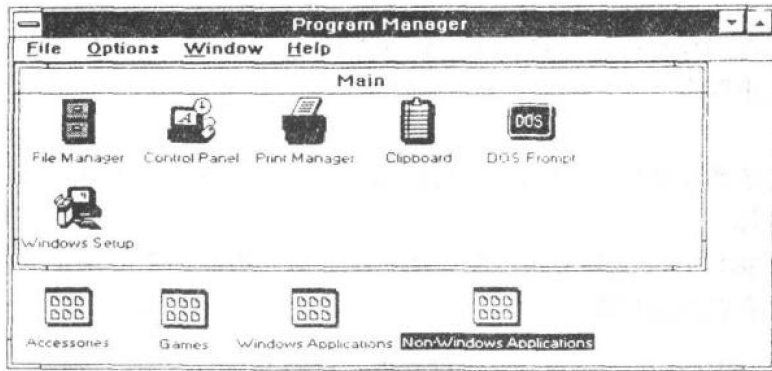 Program Manager
File Options Window Help
Main
File Manager Control Panel Print Manager Clipboard DOS Prompt
DOS
Windows Setup
Accessories Games Windows Applications Non-Windows Applications